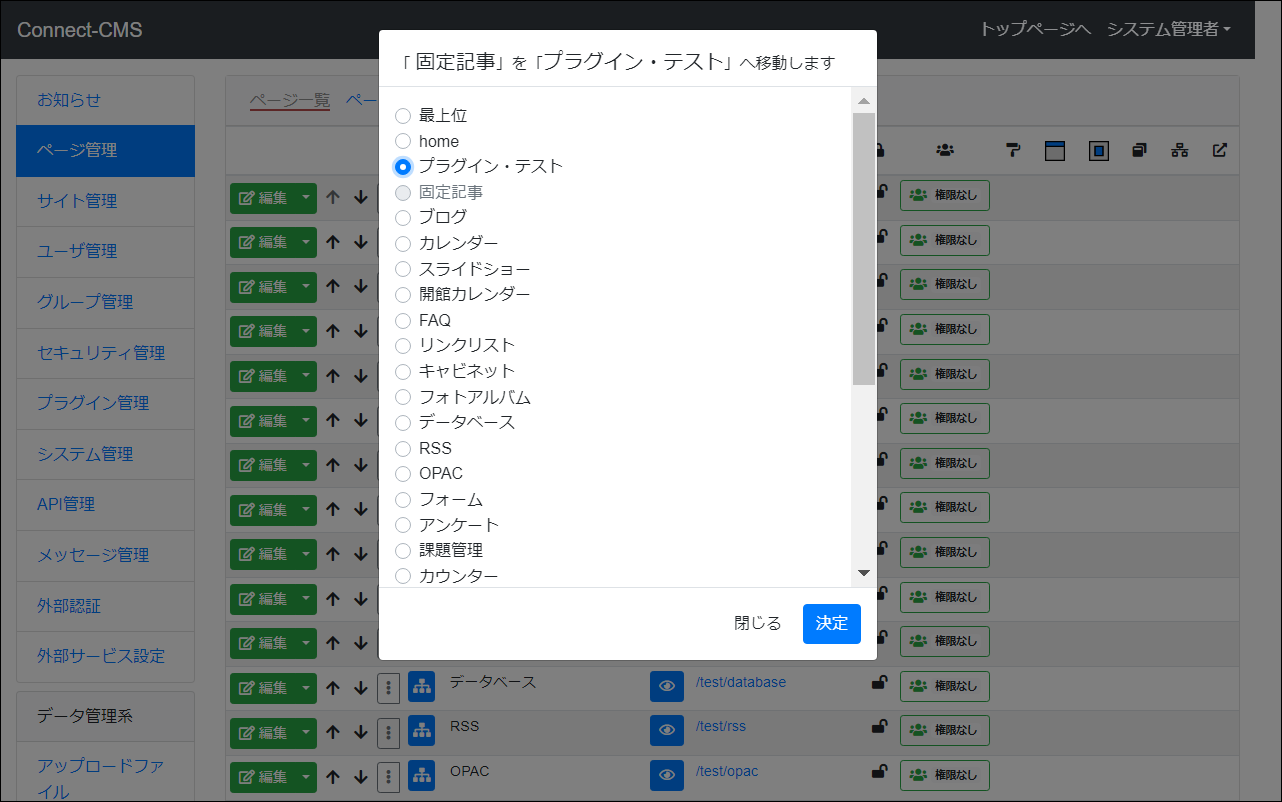 Connect-CMS
トップページへ システム管理者
お知らせ
ページ管理
サイト管理
ユーザ管理
グループ管理
セキュリティ管理
プラグイン管理
システム管理
API管理
メッセージ管理
外部認証
外部サービス設定
データ管理系
アップロードファ
イル
ページ一覧 ペー
「 固定記事」を「プラグイン・テスト」へ移動します
最上位
home
プラグイン・テスト
固定記事
ブログ
カレンダー
スライドショー
開館カレンダー
FAQ
リンクリスト
キャビネット
フォトアルバム
データベース
RSS
OPAC
フォーム
アンケート
課題管理
カウンター
閉じる 決定
編集 権限なし
編集 権限なし
編集 権限なし
編集 権限なし
編集 権限なし
編集 権限なし
編集 権限なし
編集 権限なし
編集 権限なし
編集 権限なし
編集 権限なし
編集 データベース /test/database 権限なし
編集 RSS /test/rss 権限なし
編集 OPAC /test/opac 権限なし